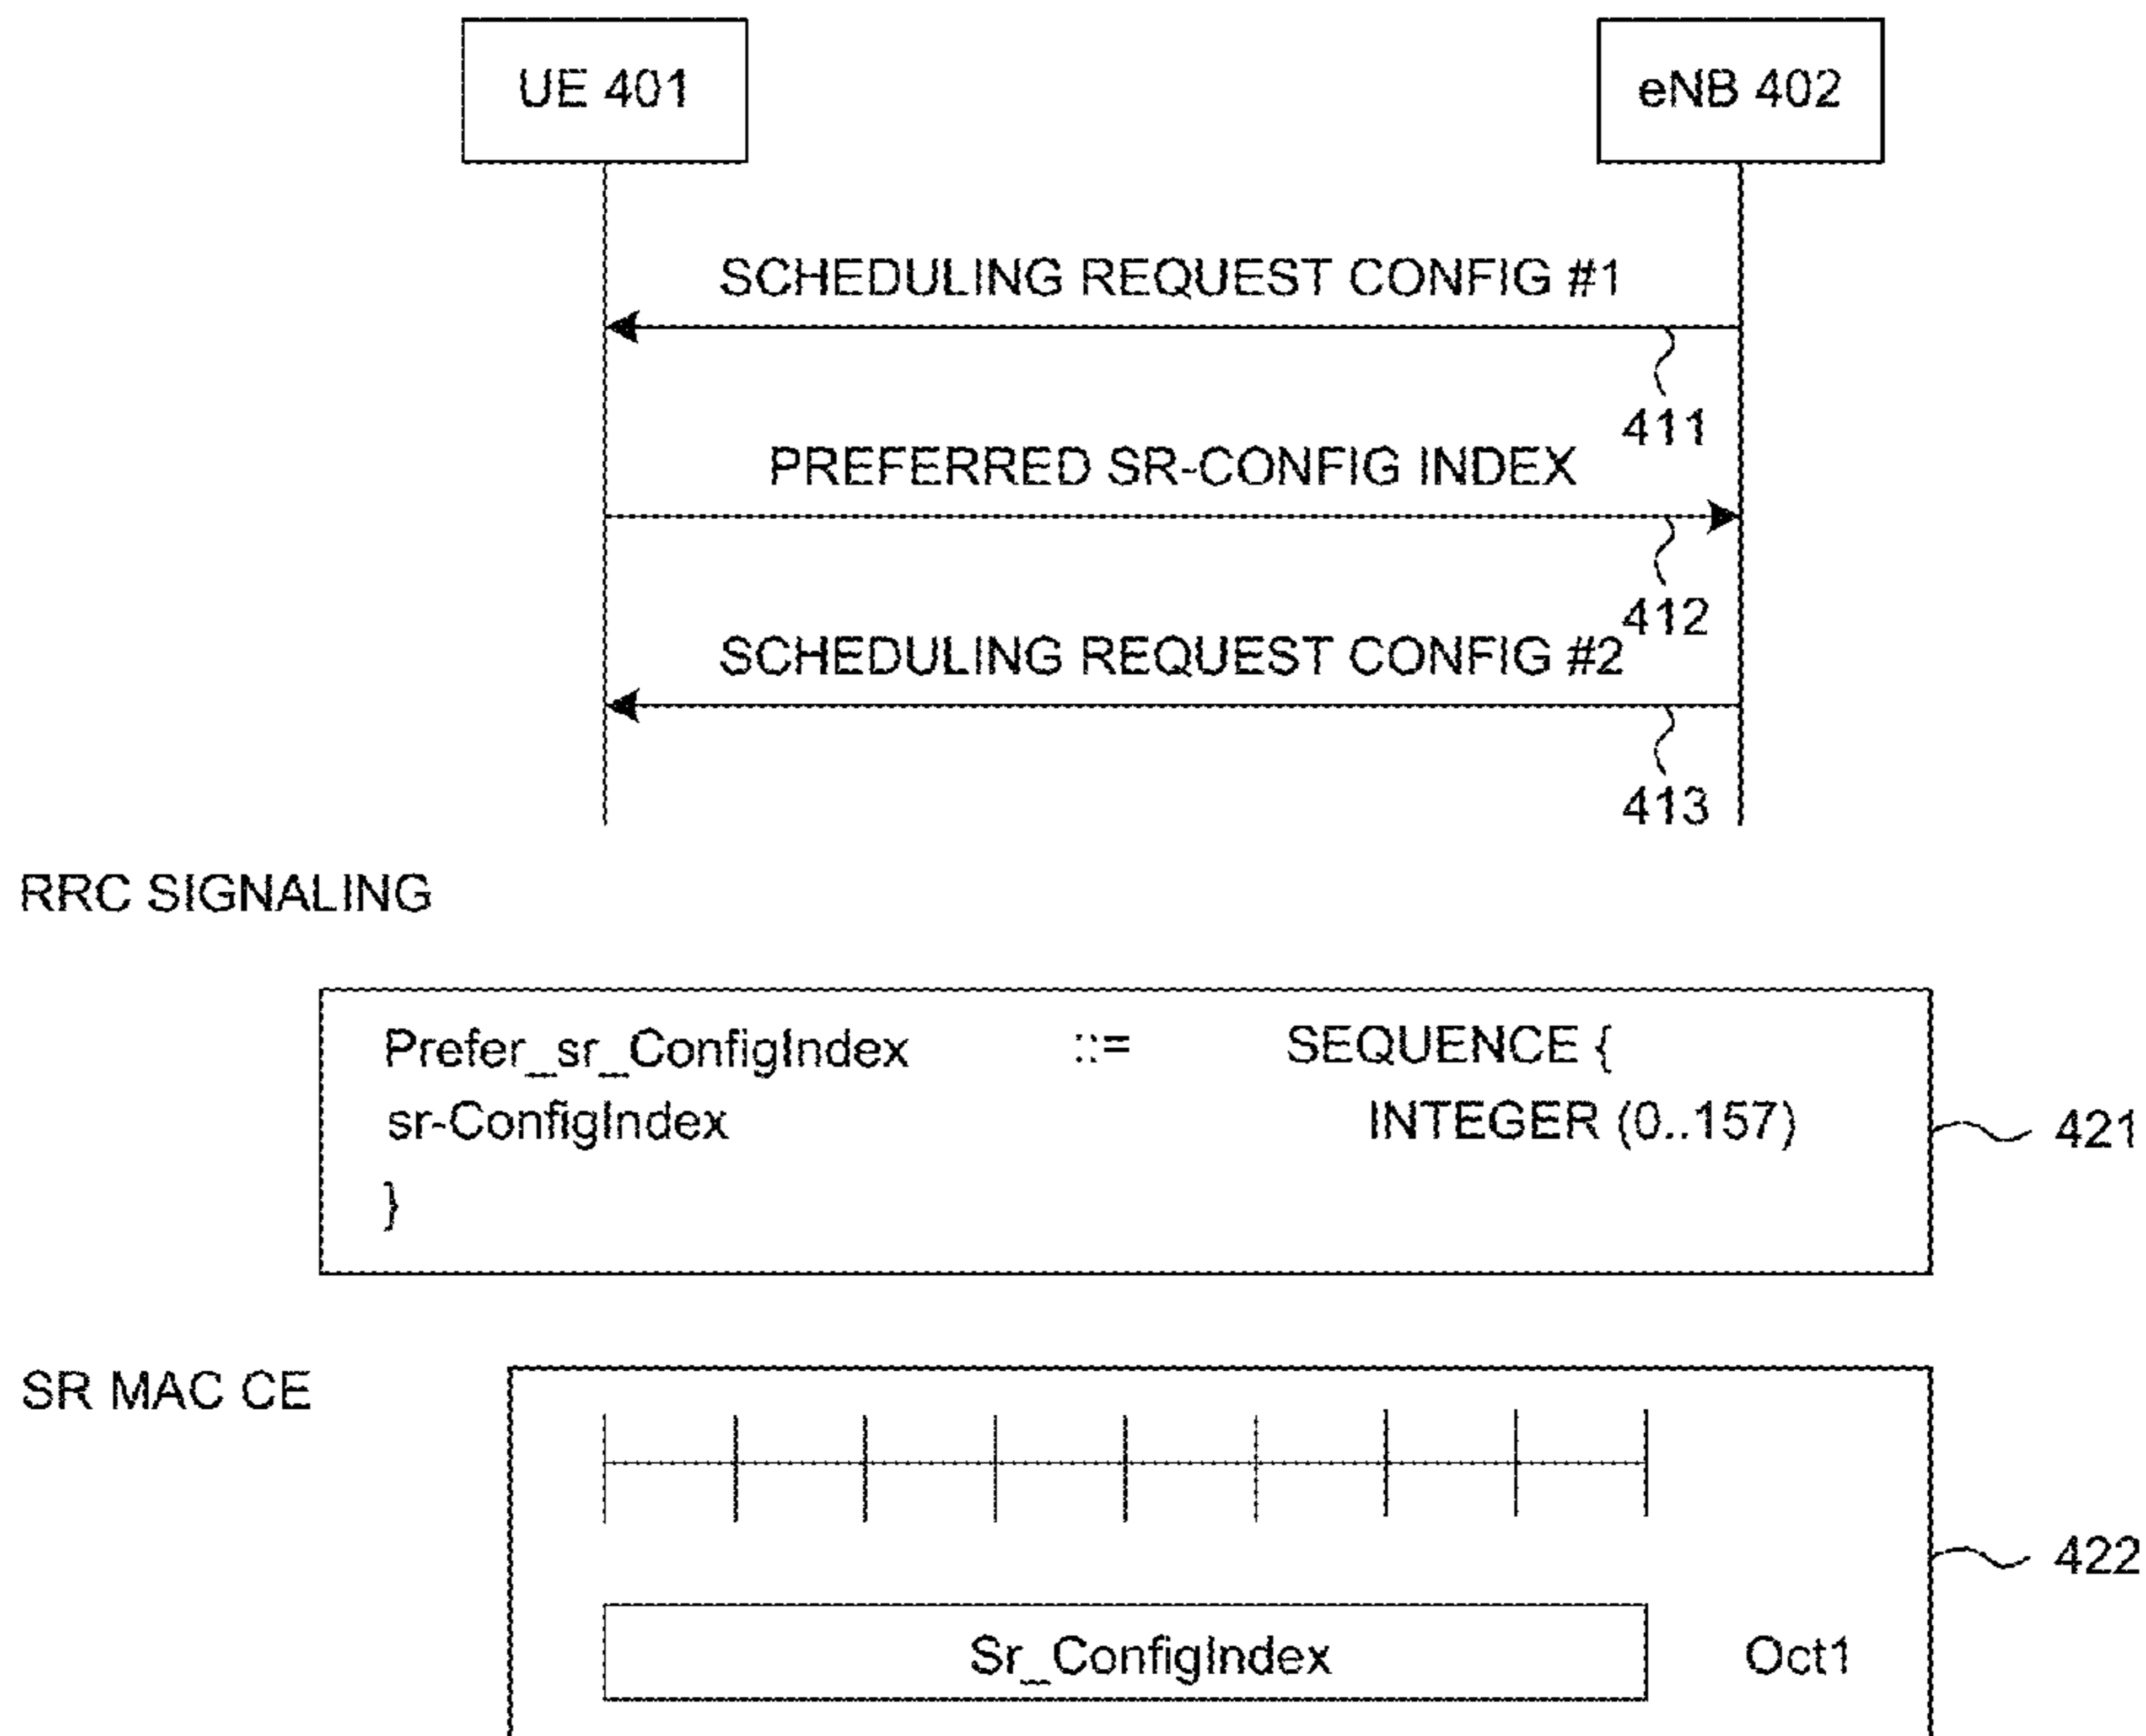 UE 401 eNB 402
SCHEDULING REQUEST CONFIG #1
411
PREFERRED SR-CONFIG INDEX
412
SCHEDULING REQUEST CONFIG #2
413
RRC SIGNALING
Prefer_sr_ConfigIndex ::= SEQUENCE {
sr-ConfigIndex INTEGER (0..157)
421
}
SR MAC CE
422
Sr_ConfigIndex Oct1